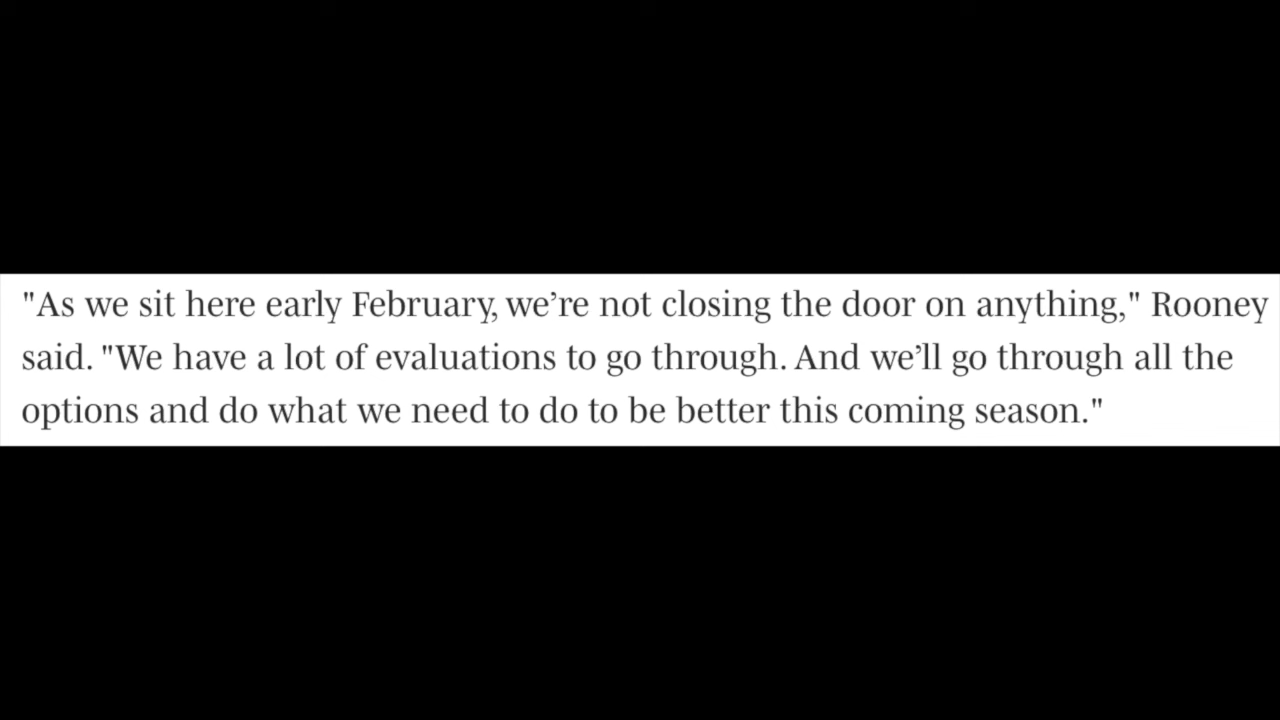 "As we sit here early February, we’re not closing the door on anything," Rooney
said. "We have a lot of evaluations to go through. And we’ll go through all the
options and do what we need to do to be better this coming season."